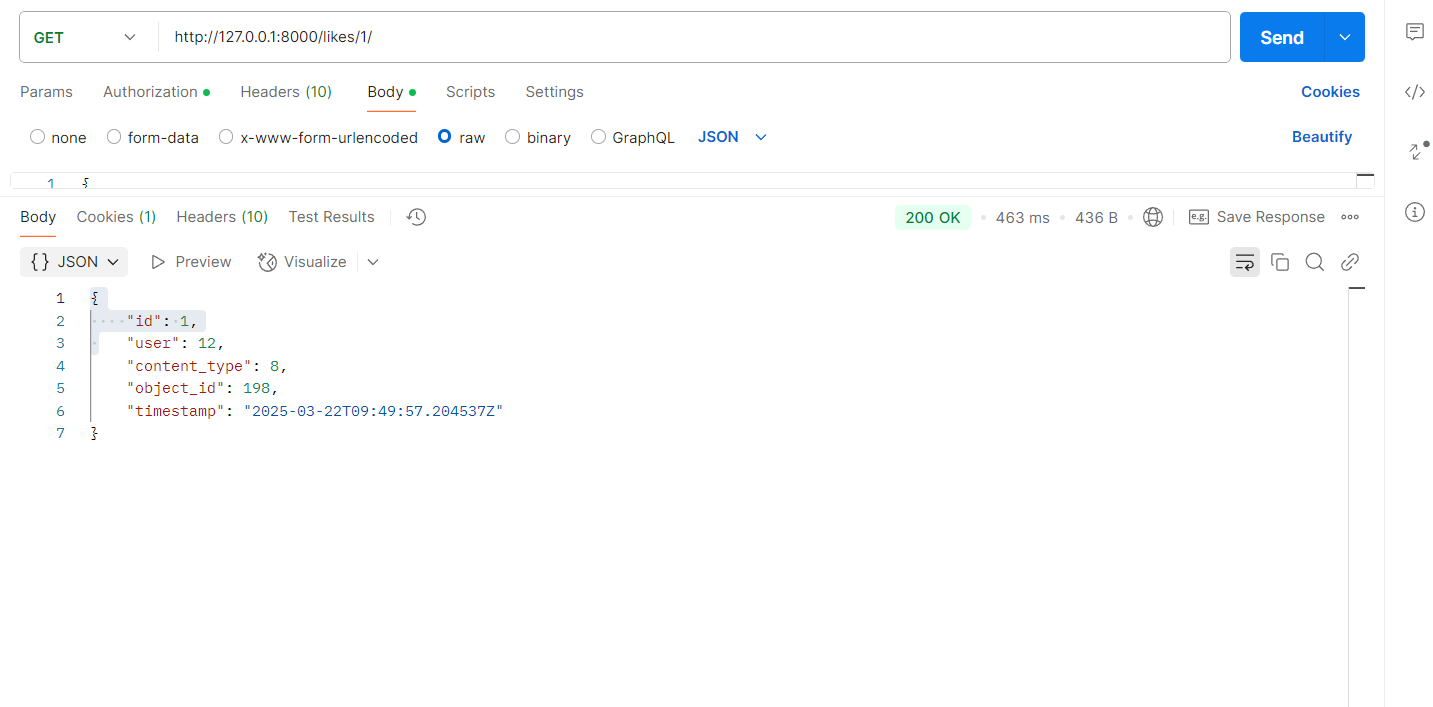 GET http://127.0.0.1:8000/likes/1/ Send
Params Authorization Headers (10) Body Scripts Settings Cookies
none form-data x-www-form-urlencoded raw binary GraphQL JSON Beautify
1 {
Body Cookies (1) Headers (10) Test Results 200 OK 463 ms 436 B e.g. Save Response
{} JSON Preview Visualize
1 {
2 "id": 1,
3 "user": 12,
4 "content_type": 8,
5 "object_id": 198,
6 "timestamp": "2025-03-22T09:49:57.204537Z"
7 }